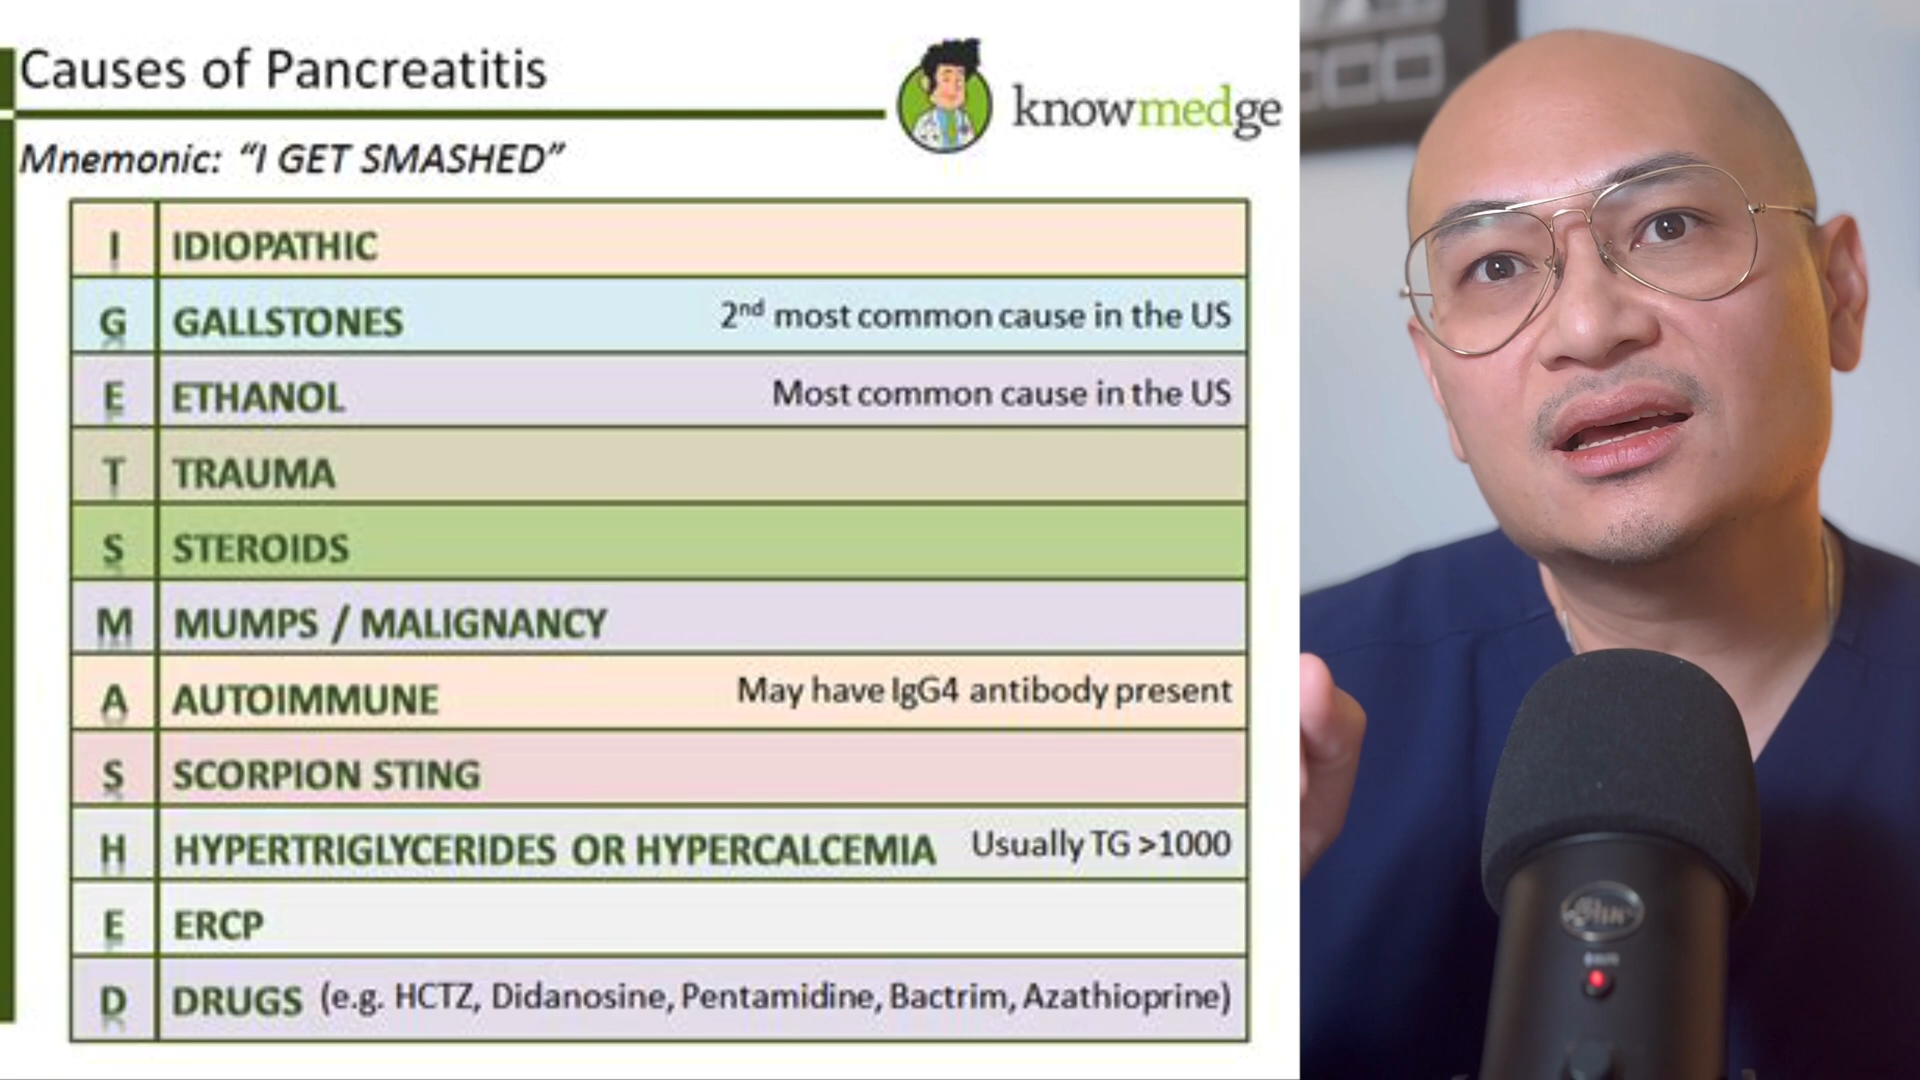 Causes of Pancreatitis
knowmedge
Mnemonic: “I GET SMASHED”
I IDIOPATHIC
G GALLSTONES 2nd most common cause in the US
E ETHANOL Most common cause in the US
T TRAUMA
S STEROIDS
M MUMPS / MALIGNANCY
A AUTOIMMUNE May have IgG4 antibody present
S SCORPION STING
H HYPERTRIGLYCERIDES OR HYPERCALCEMIA Usually TG >1000
E ERCP
D DRUGS (e.g. HCTZ, Didanosine, Pentamidine, Bactrim, Azathioprine)